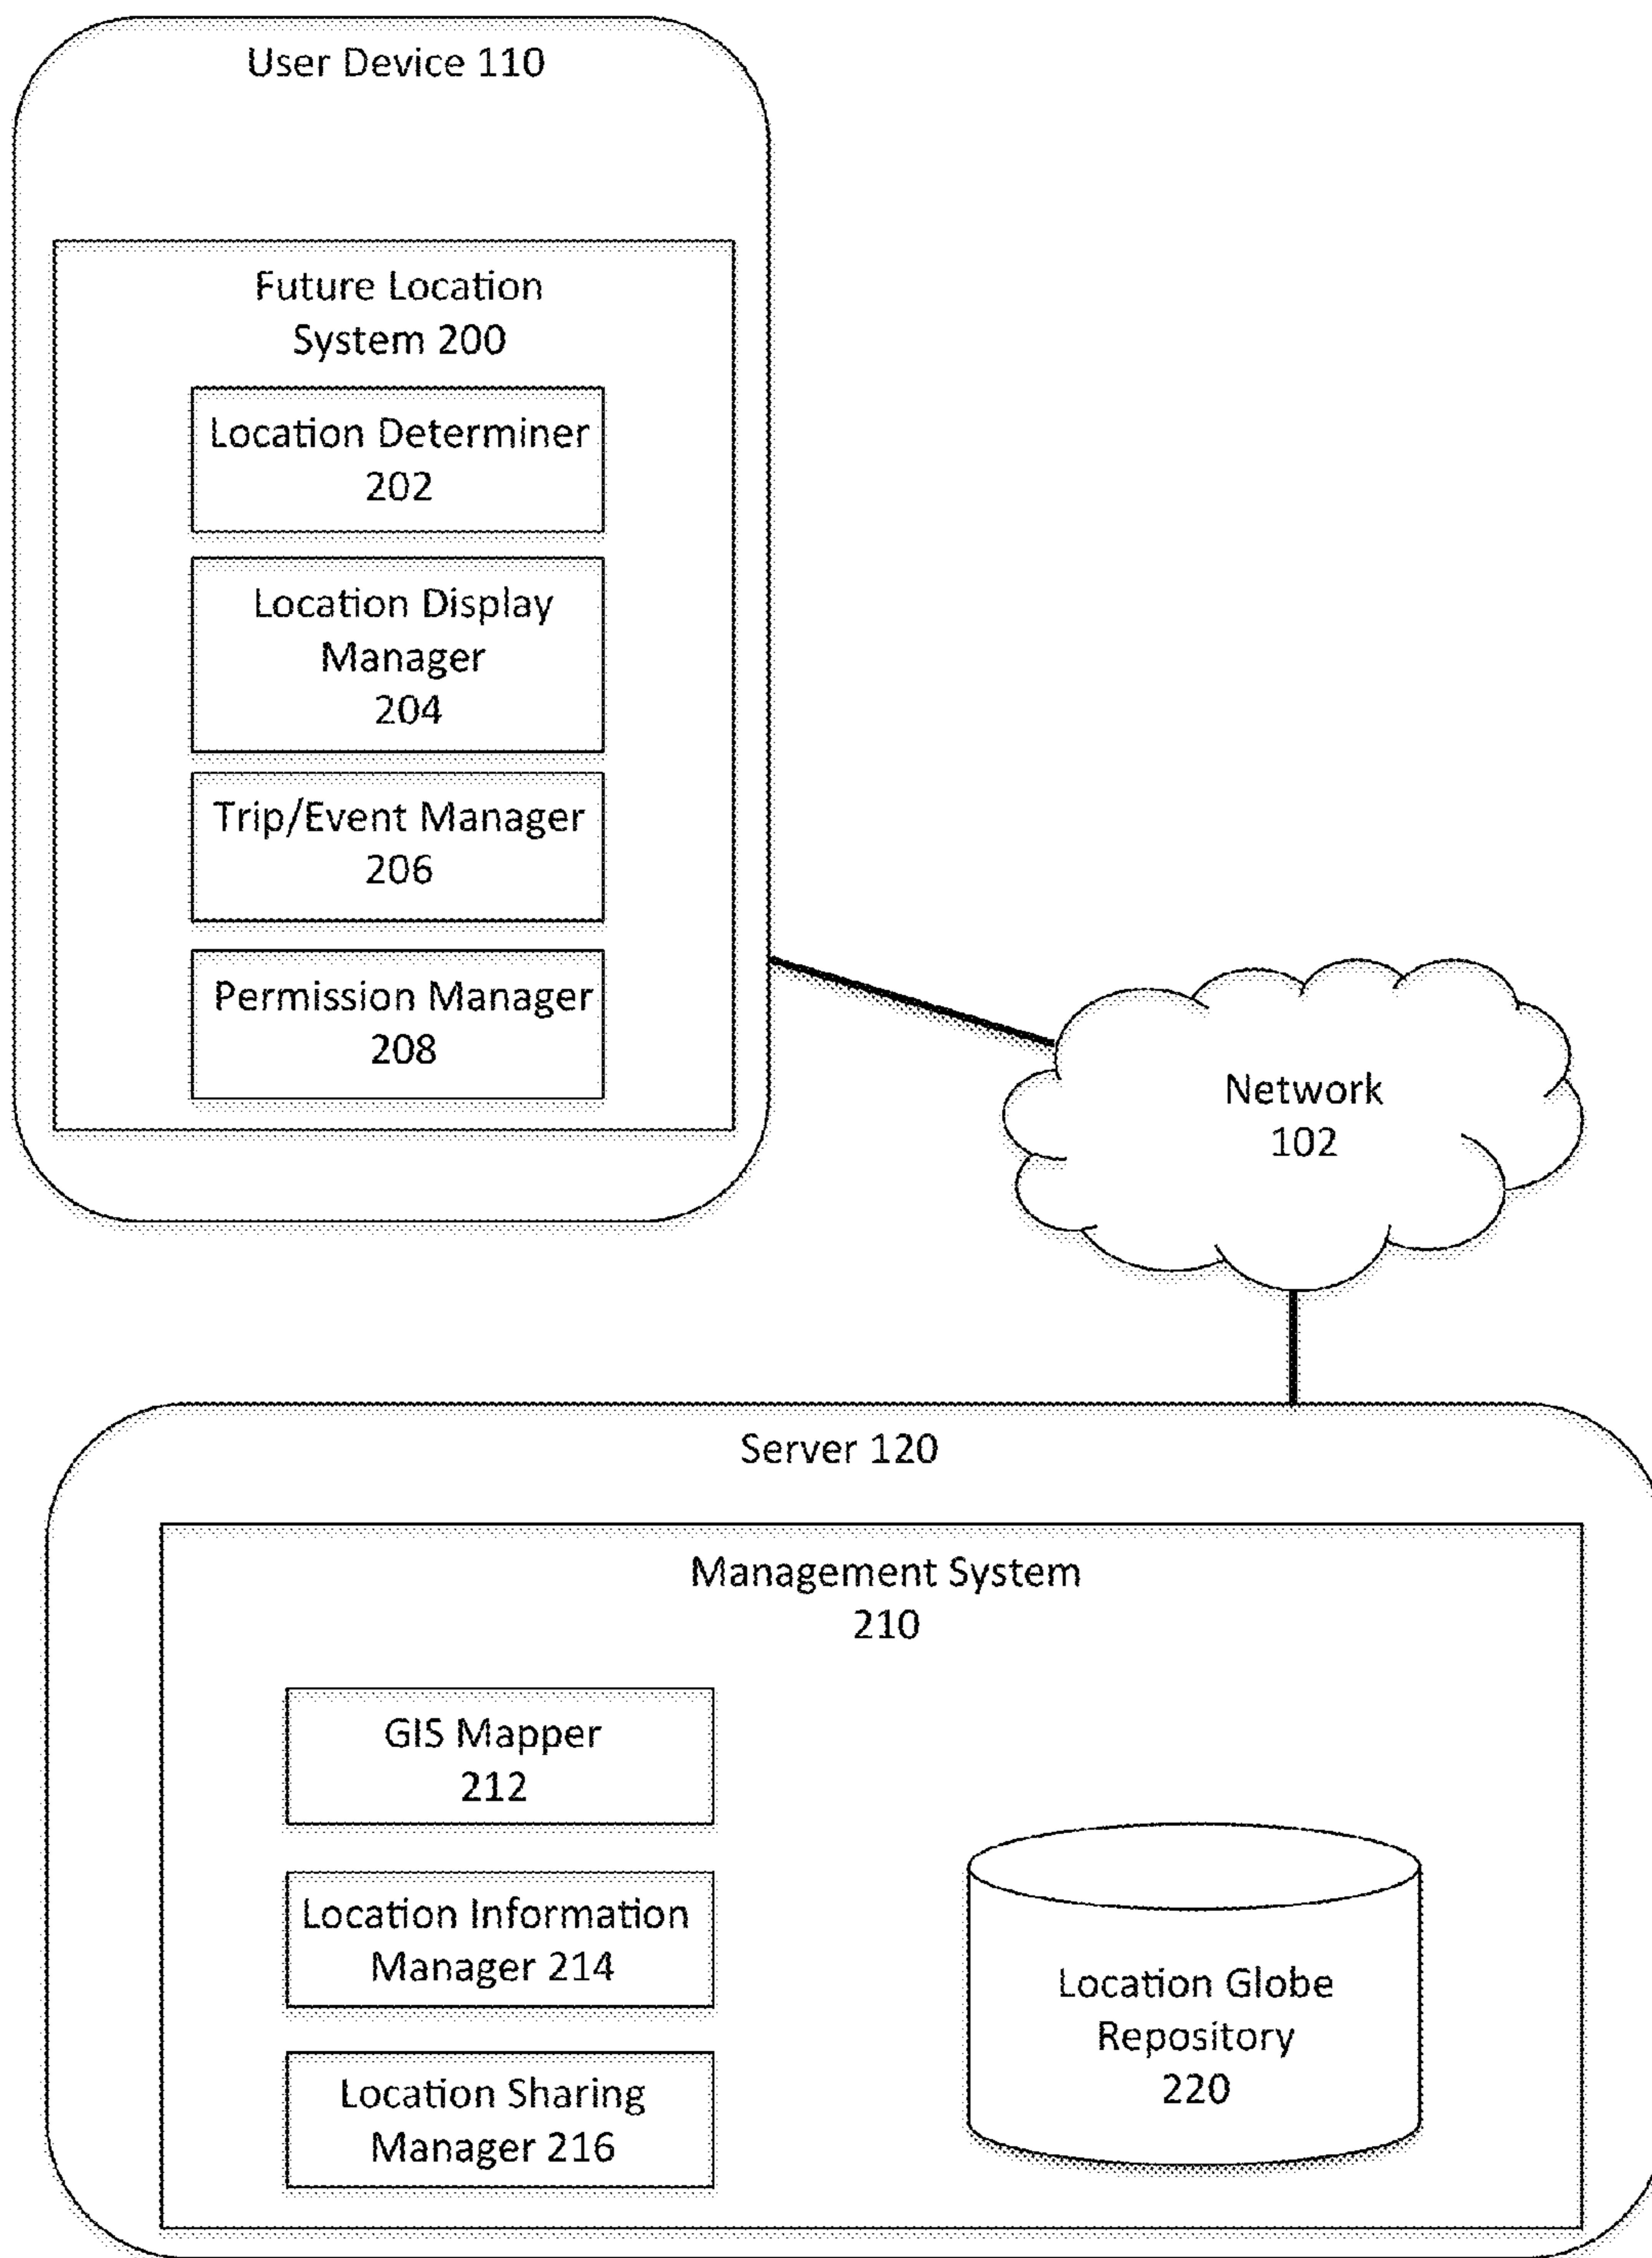 User Device 110
Future Location
System 200
Location Determiner
202
Location Display
Manager
204
Trip/Event Manager
206
Permission Manager
208
Network
102
Server 120
Management System
210
GIS Mapper
212
Location Information
Manager 214
Location Sharing
Manager 216
Location Globe
Repository
220